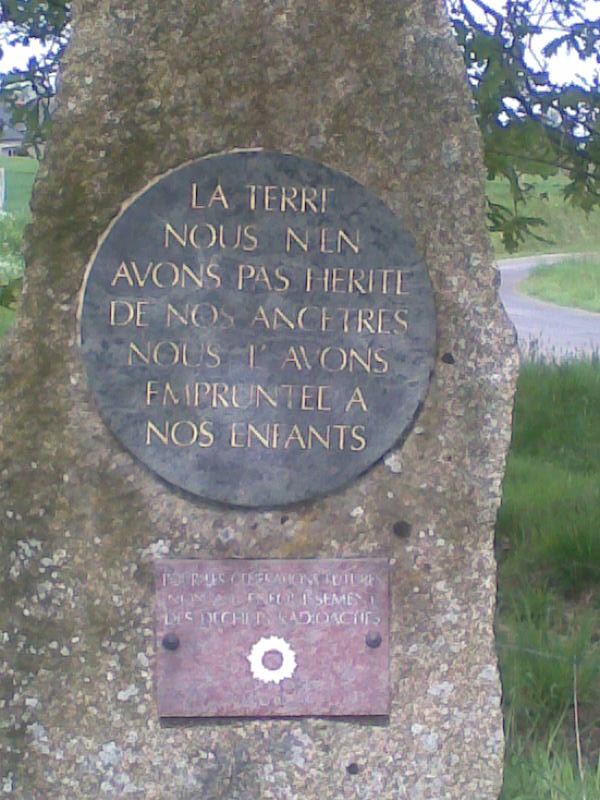 LA TERRE
NOUS N'EN
AVONS PAS HERITE
DE NOS ANCETRES
NOUS L' AVONS
EMPRUNTEE A
NOS ENFANTS
POUR LES GENERATIONS FUTURES
NON A L'ENFOUISSEMENT
DES DECHETS RADIOACTIFS